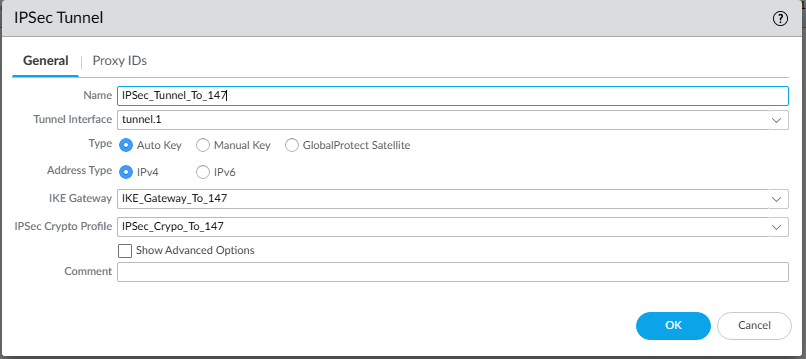 IPSec Tunnel
?
General Proxy IDs
Name IPSec_Tunnel_To_147
Tunnel Interface tunnel.1
Type Auto Key Manual Key GlobalProtect Satellite
Address Type IPv4 IPv6
IKE Gateway IKE_Gateway_To_147
IPSec Crypto Profile IPSec_Crypo_To_147
Show Advanced Options
Comment
OK Cancel